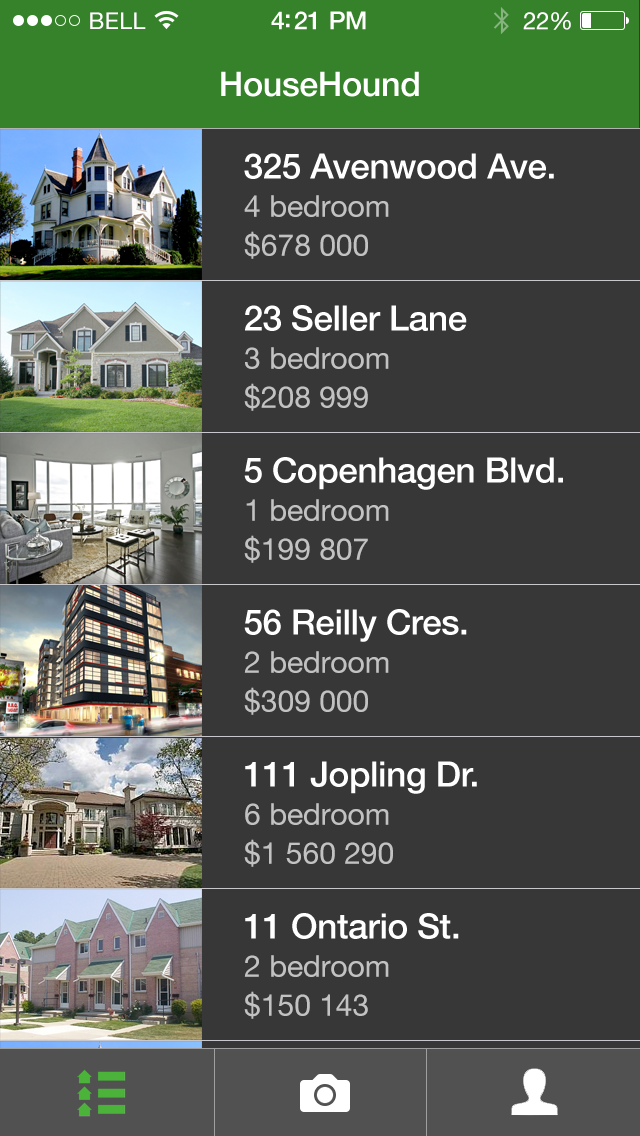 BELL 4:21 PM 22%
HouseHound
325 Avenwood Ave.
4 bedroom
$678 000
23 Seller Lane
3 bedroom
$208 999
5 Copenhagen Blvd.
1 bedroom
$199 807
56 Reilly Cres.
2 bedroom
$309 000
111 Jopling Dr.
6 bedroom
$1 560 290
11 Ontario St.
2 bedroom
$150 143